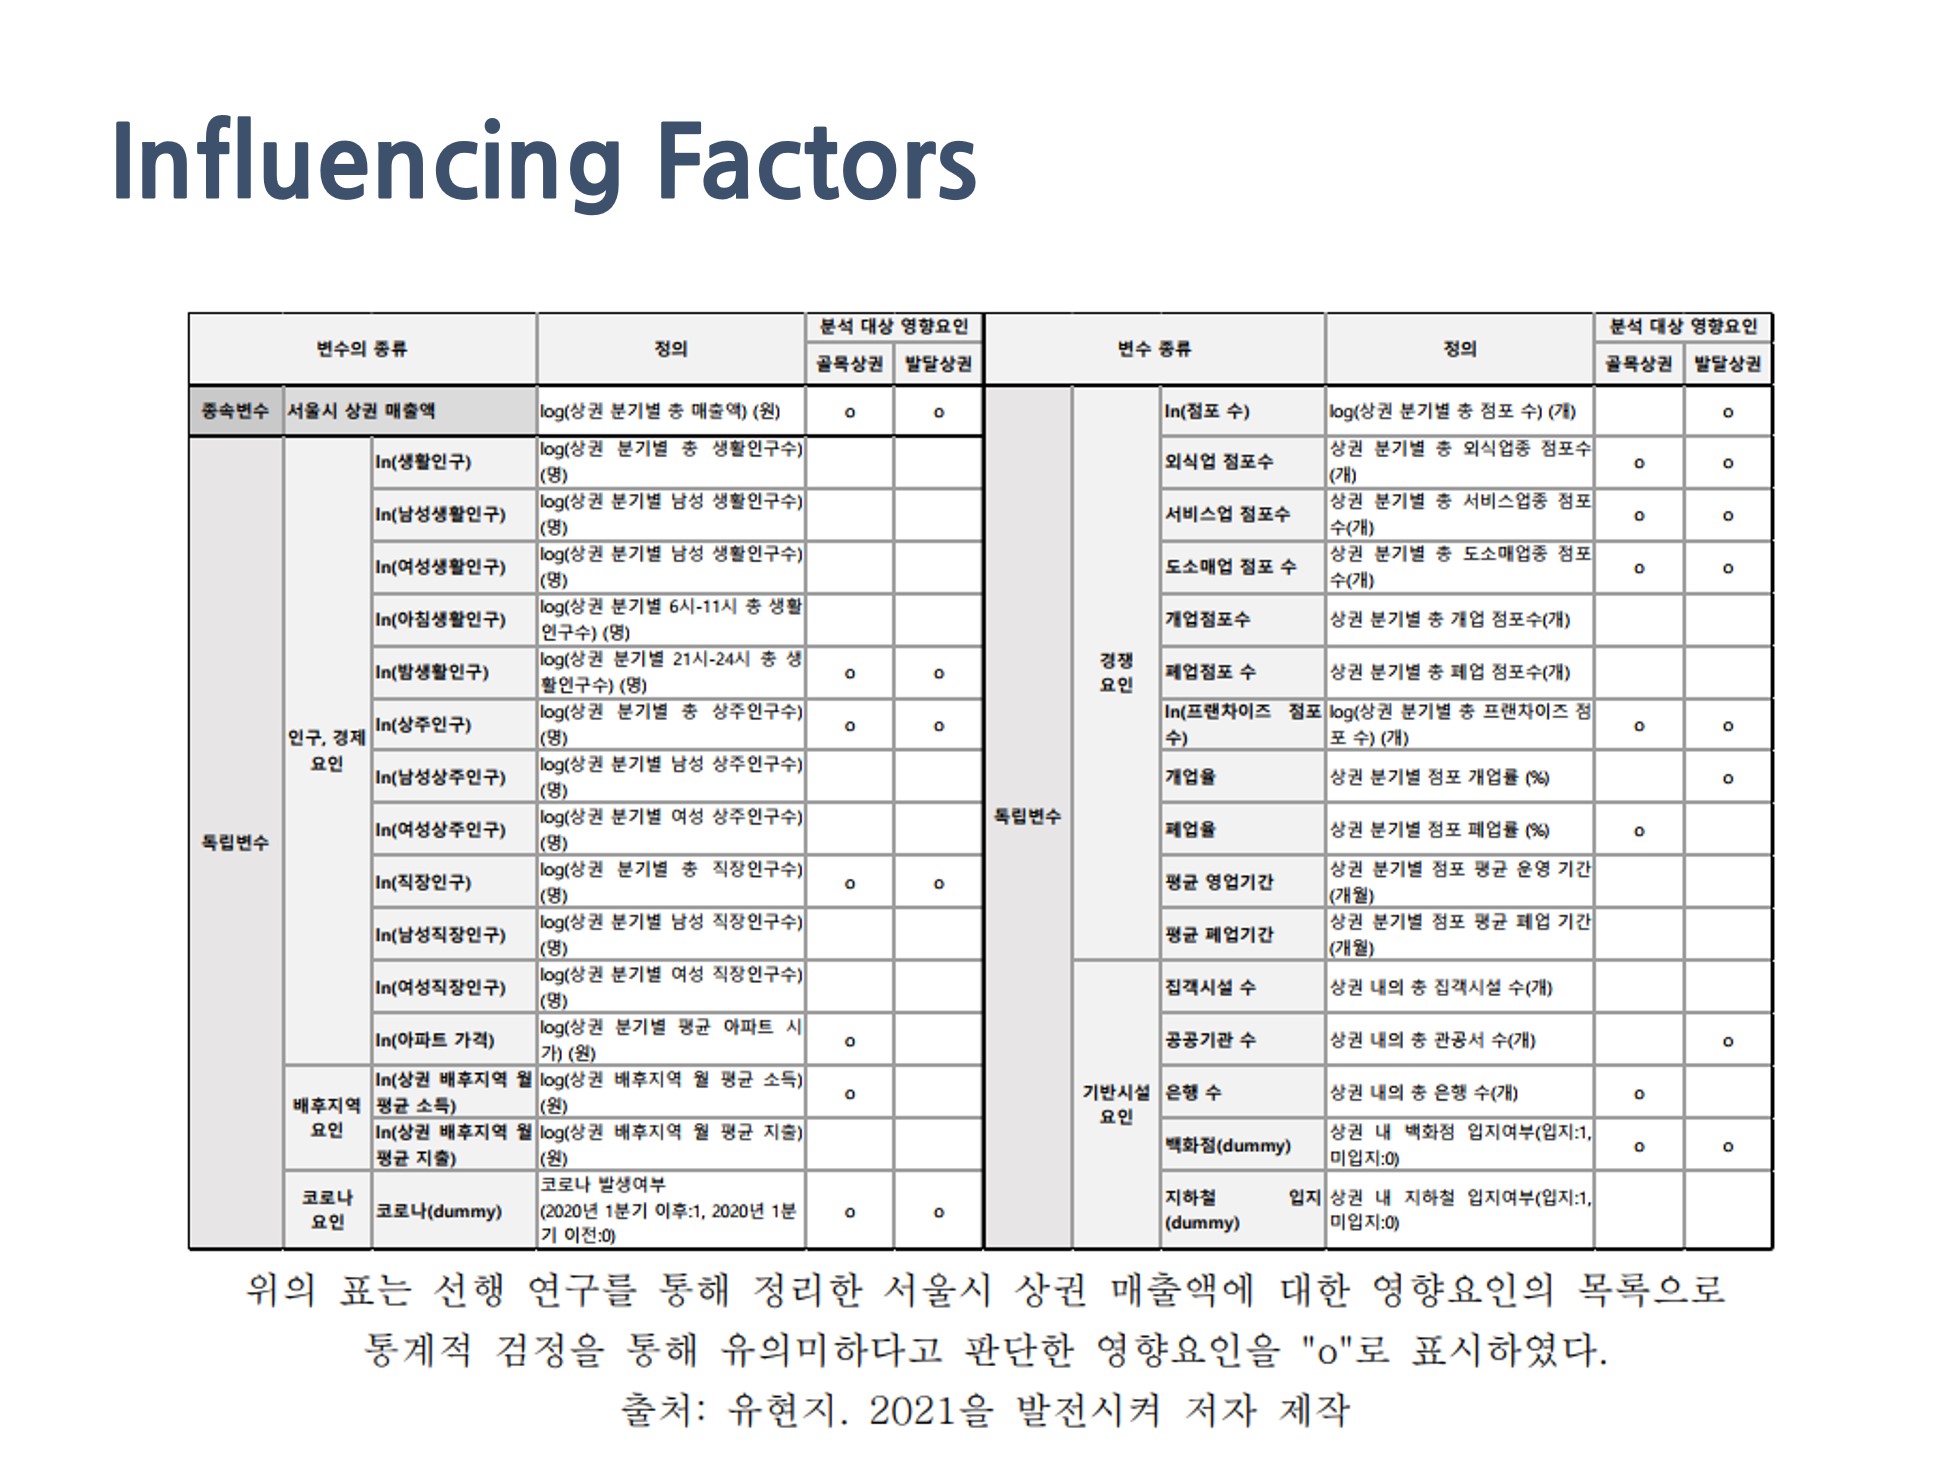 Influencing Factors
변수의 종류 정의 분석 대상 영향요인
골목상권 발달상권
종속변수 서울시 상권 매출액 log(상권 분기별 총 매출액) (원) o o
독립변수
인구, 경제
요인
ln(생활인구) log(상권 분기별 총 생활인구수)
(명)
ln(남성생활인구) log(상권 분기별 남성 생활인구수)
(명)
ln(여성생활인구) log(상권 분기별 남성 생활인구수)
(명)
ln(아침생활인구) log(상권 분기별 6시-11시 총 생활
인구수) (명)
ln(밤생활인구) log(상권 분기별 21시-24시 총 생
활인구수) (명) o o
ln(상주인구) log(상권 분기별 총 상주인구수)
(명) o o
ln(남성상주인구) log(상권 분기별 남성 상주인구수)
(명)
ln(여성상주인구) log(상권 분기별 여성 상주인구수)
(명)
ln(직장인구) log(상권 분기별 총 직장인구수)
(명) o o
ln(남성직장인구) log(상권 분기별 남성 직장인구수)
(명)
ln(여성직장인구) log(상권 분기별 여성 직장인구수)
(명)
ln(아파트 가격) log(상권 분기별 평균 아파트 시
가) (원) o
배후지역
요인
ln(상권 배후지역 월
평균 소득) log(상권 배후지역 월 평균 소득)
(원) o
ln(상권 배후지역 월
평균 지출) log(상권 배후지역 월 평균 지출)
(원)
코로나
요인
코로나(dummy) 코로나 발생여부
(2020년 1분기 이후:1, 2020년 1분
기 이전:0) o o
변수 종류 정의 분석 대상 영향요인
골목상권 발달상권
독립변수
경쟁
요인
ln(점포 수) log(상권 분기별 총 점포 수) (개) o
외식업 점포수 상권 분기별 총 외식업종 점포수
(개) o o
서비스업 점포수 상권 분기별 총 서비스업종 점포
수(개) o o
도소매업 점포 수 상권 분기별 총 도소매업종 점포
수(개) o o
개업점포수 상권 분기별 총 개업 점포수(개)
폐업점포 수 상권 분기별 총 폐업 점포수(개)
ln(프랜차이즈 점포
수) log(상권 분기별 총 프랜차이즈 점
포 수) (개) o o
개업율 상권 분기별 점포 개업률 (%) o
폐업율 상권 분기별 점포 폐업률 (%) o
평균 영업기간 상권 분기별 점포 평균 운영 기간
(개월)
평균 폐업기간 상권 분기별 점포 평균 폐업 기간
(개월)
기반시설
요인
집객시설 수 상권 내의 총 집객시설 수(개)
공공기관 수 상권 내의 총 관공서 수(개) o
은행 수 상권 내의 총 은행 수(개) o
백화점(dummy) 상권 내 백화점 입지여부(입지:1,
미입지:0) o o
지하철 입지
(dummy) 상권 내 지하철 입지여부(입지:1,
미입지:0)
위의 표는 선행 연구를 통해 정리한 서울시 상권 매출액에 대한 영향요인의 목록으로
통계적 검정을 통해 유의미하다고 판단한 영향요인을 "o"로 표시하였다.
출처: 유현지. 2021을 발전시켜 저자 제작